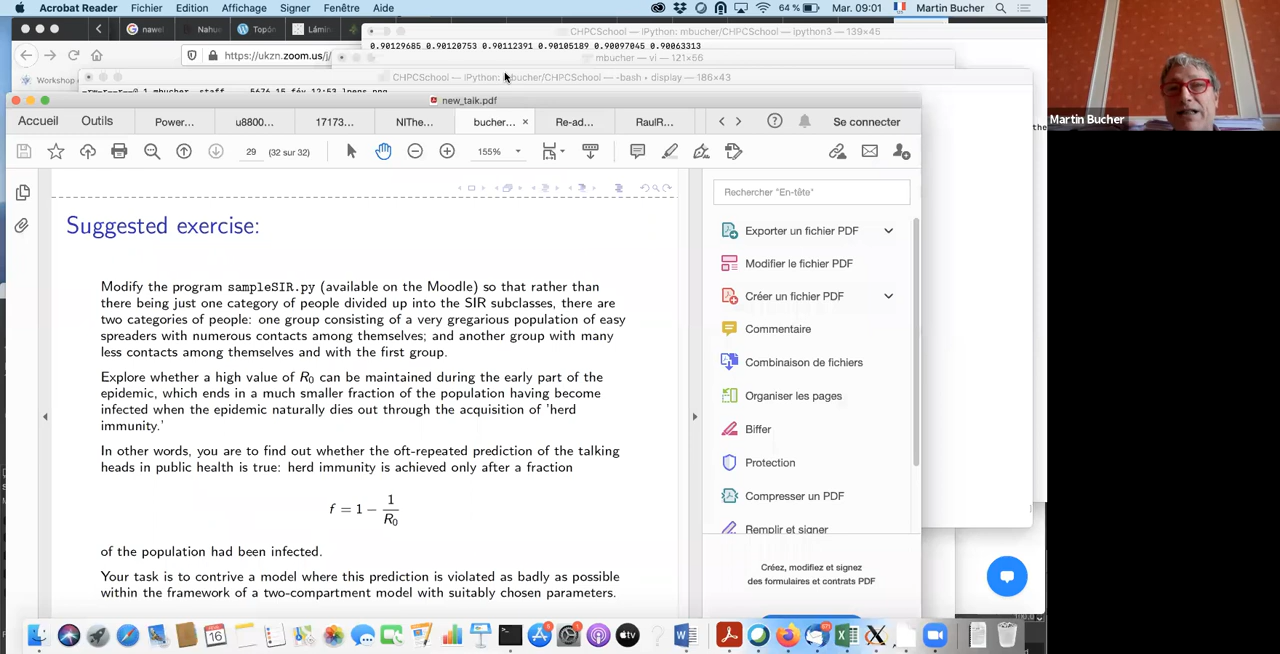 Acrobat Reader Fichier Edition Affichage Signer Fenêtre Aide 64 % Mar. 09:01 Martin Bucher
nawel Nahu Topón Lámin
CHPCSchool — IPython: mbucher/CHPCSchool — ipython3 — 139×45
0.90129685 0.90120753 0.90112391 0.90105189 0.90097045 0.90063313
https://ukzn.zoom.us/j/
mbucher — vi — 121×56
Workshop
CHPCSchool — IPython: mbucher/CHPCSchool — -bash ▸ display — 186×43
new_talk.pdf
Accueil Outils Power... u8800... 17173... NIThe... bucher... × Re-ad... RaulR... Se connecter
29 (32 sur 32) 155%
Suggested exercise:
Modify the program sampleSIR.py (available on the Moodle) so that rather than
there being just one category of people divided up into the SIR subclasses, there are
two categories of people: one group consisting of a very gregarious population of easy
spreaders with numerous contacts among themselves; and another group with many
less contacts among themselves and with the first group.
Explore whether a high value of R0 can be maintained during the early part of the
epidemic, which ends in a much smaller fraction of the population having become
infected when the epidemic naturally dies out through the acquisition of 'herd
immunity.'
In other words, you are to find out whether the oft-repeated prediction of the talking
heads in public health is true: herd immunity is achieved only after a fraction
f = 1 − 1/R0
of the population had been infected.
Your task is to contrive a model where this prediction is violated as badly as possible
within the framework of a two-compartment model with suitably chosen parameters.
Rechercher "En-tête"
Exporter un fichier PDF
Modifier le fichier PDF
Créer un fichier PDF
Commentaire
Combinaison de fichiers
Organiser les pages
Biffer
Protection
Compresser un PDF
Remplir et signer
Créez, modifiez et signez
des formulaires et contrats PDF
Martin Bucher
16